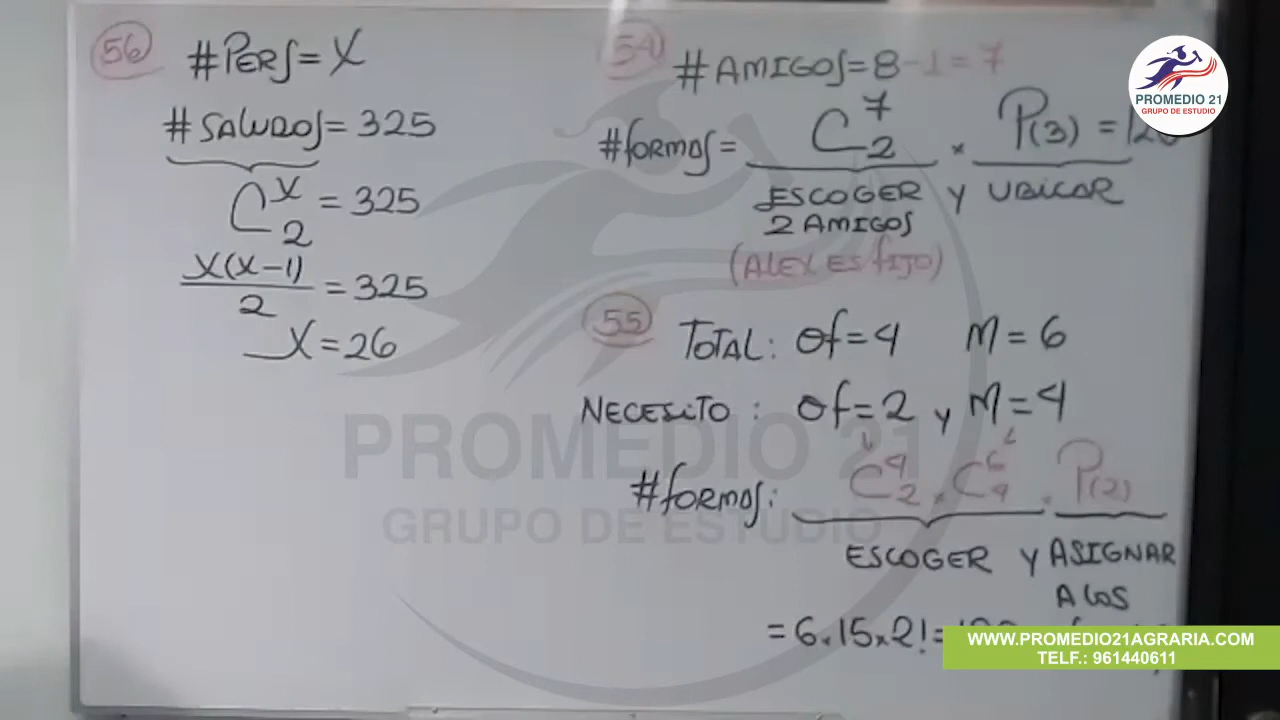 56
#PERS = X
#SALUDOS = 325
C X 2 = 325
X(X-1) / 2 = 325
X = 26
54
#AMIGOS = 8 - 1 = 7
#formas = C 7 2 × P(3) =
ESCOGER Y UBICAR
2 AMIGOS
(ALEX ES fIJO)
55
TOTAL: Of = 4 M = 6
NECESITO : Of = 2 y M = 4
#formas: C 4 2 × C 6 4 × P(2)
ESCOGER Y ASIGNAR
A LOS
= 6 × 15 × 2! =
PROMEDIO 21
GRUPO DE ESTUDIO
PROMEDIO 21
GRUPO DE ESTUDIO
WWW.PROMEDIO21AGRARIA.COM
TELF.: 961440611